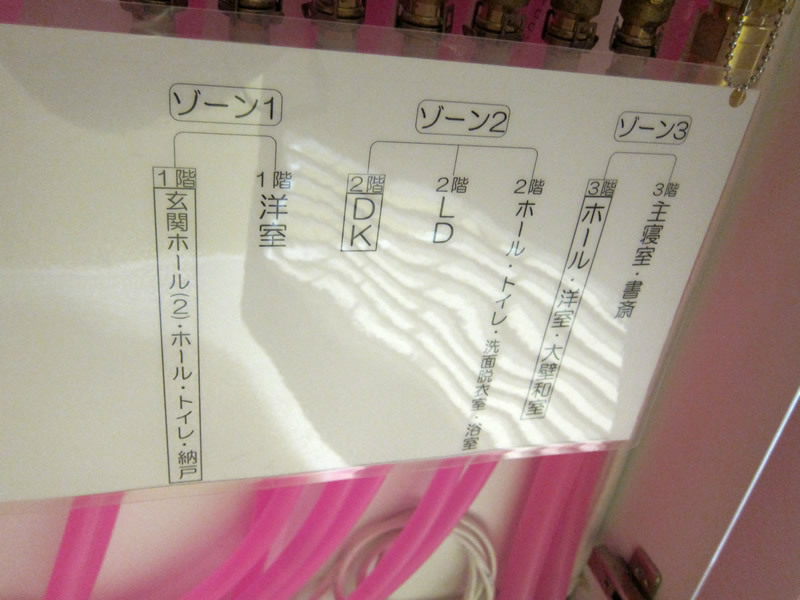 ゾーン1
1階
玄関ホール(2)・ホール・トイレ・納戸
1階
洋室
ゾーン2
2階
DK
2階
LD
2階
ホール・トイレ・洗面脱衣室・浴室
ゾーン3
3階
ホール・洋室・大壁和室
3階
主寝室・書斎